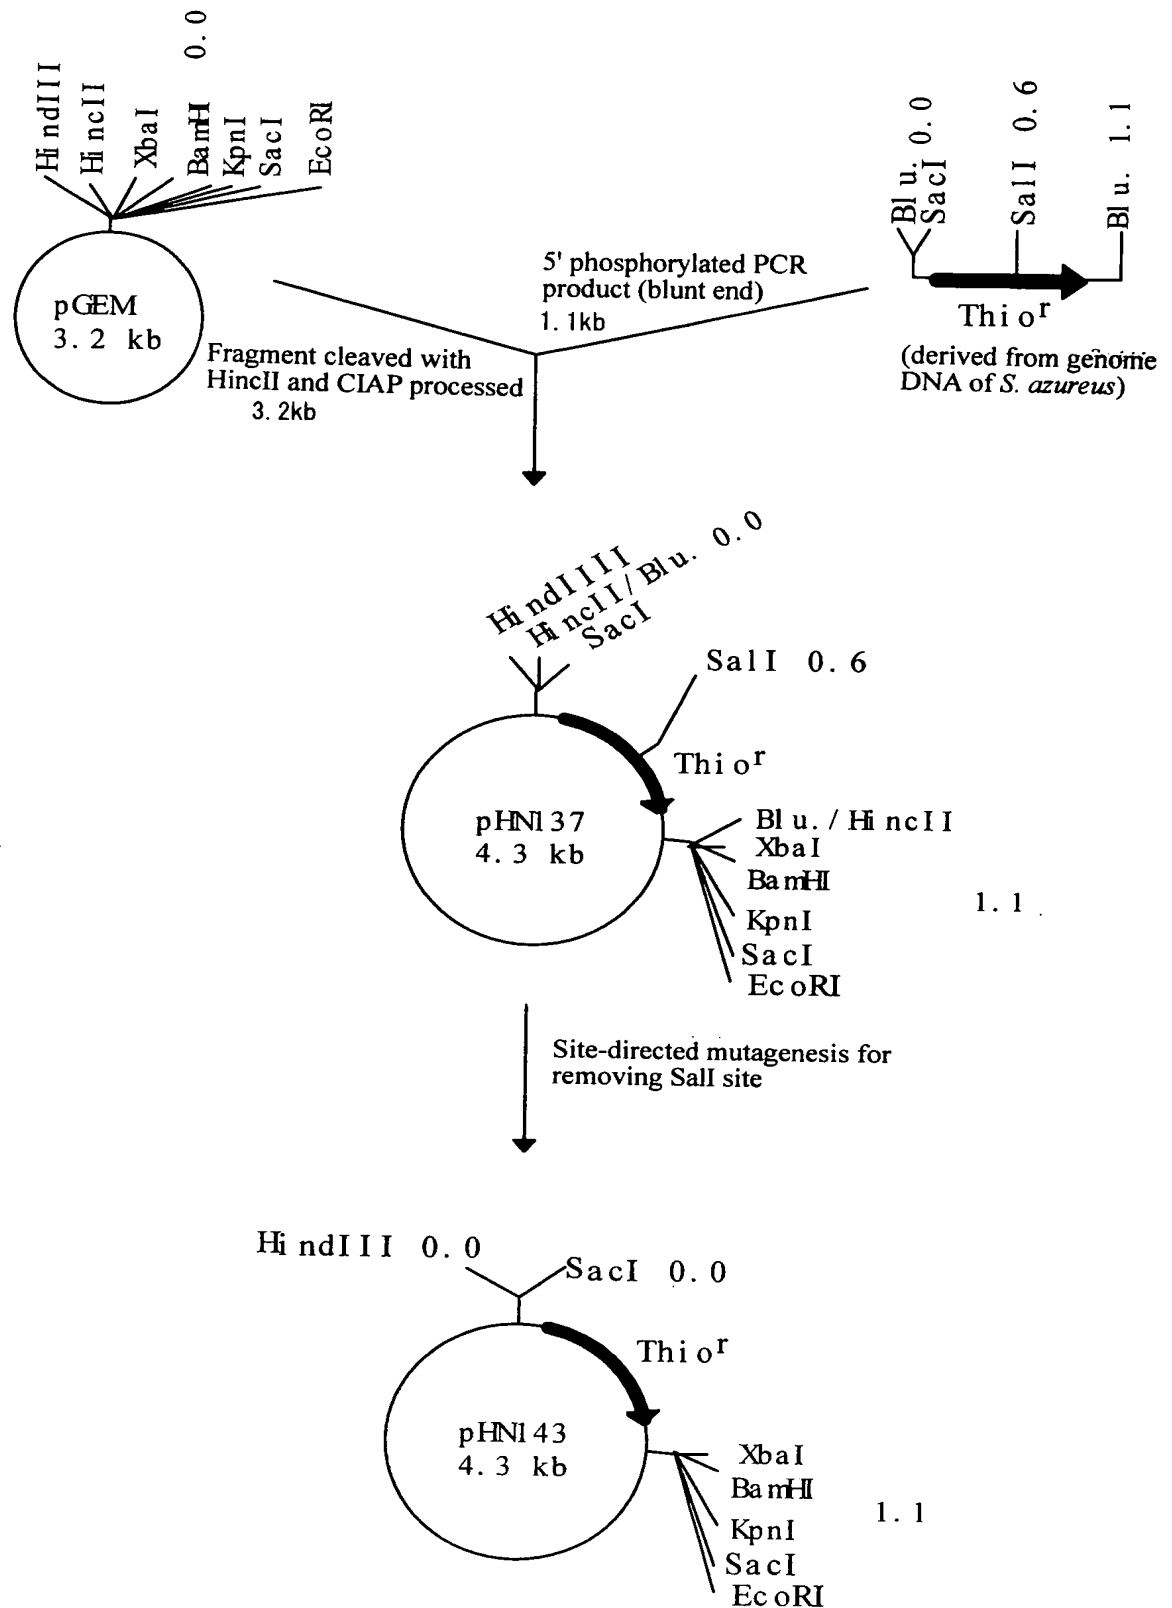 HindIII
HincII
XbaI
BamHI 0.0
KpnI
SacI
EcoRI
pGEM
3.2 kb
Fragment cleaved with
HincII and CIAP processed
3.2kb
5' phosphorylated PCR
product (blunt end)
1.1kb
Blu. 0.0
SacI
SalI 0.6
Blu. 1.1
Thioʳ
(derived from genome
DNA of S. azureus)
HindIIII
HincII/Blu. 0.0
SacI
SalI 0.6
Thioʳ
pHN137
4.3 kb
Blu./HincII
XbaI
BamHI
1.1
KpnI
SacI
EcoRI
Site-directed mutagenesis for
removing SalI site
HindIII 0.0
SacI 0.0
Thioʳ
pHN143
4.3 kb
XbaI
BamHI
1.1
KpnI
SacI
EcoRI